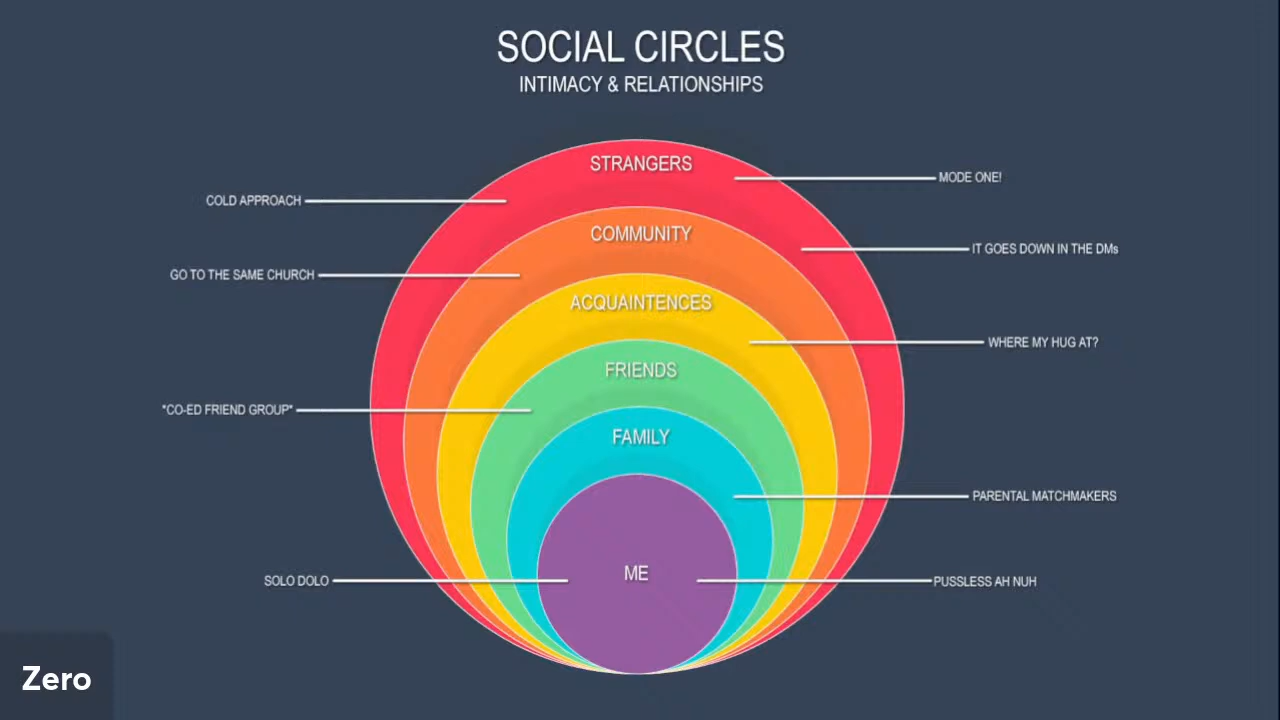 SOCIAL CIRCLES
INTIMACY & RELATIONSHIPS
STRANGERS
MODE ONE!
COLD APPROACH
COMMUNITY
IT GOES DOWN IN THE DMs
GO TO THE SAME CHURCH
ACQUAINTENCES
WHERE MY HUG AT?
FRIENDS
"CO-ED FRIEND GROUP"
FAMILY
PARENTAL MATCHMAKERS
ME
SOLO DOLO
PUSSLESS AH NUH
Zero